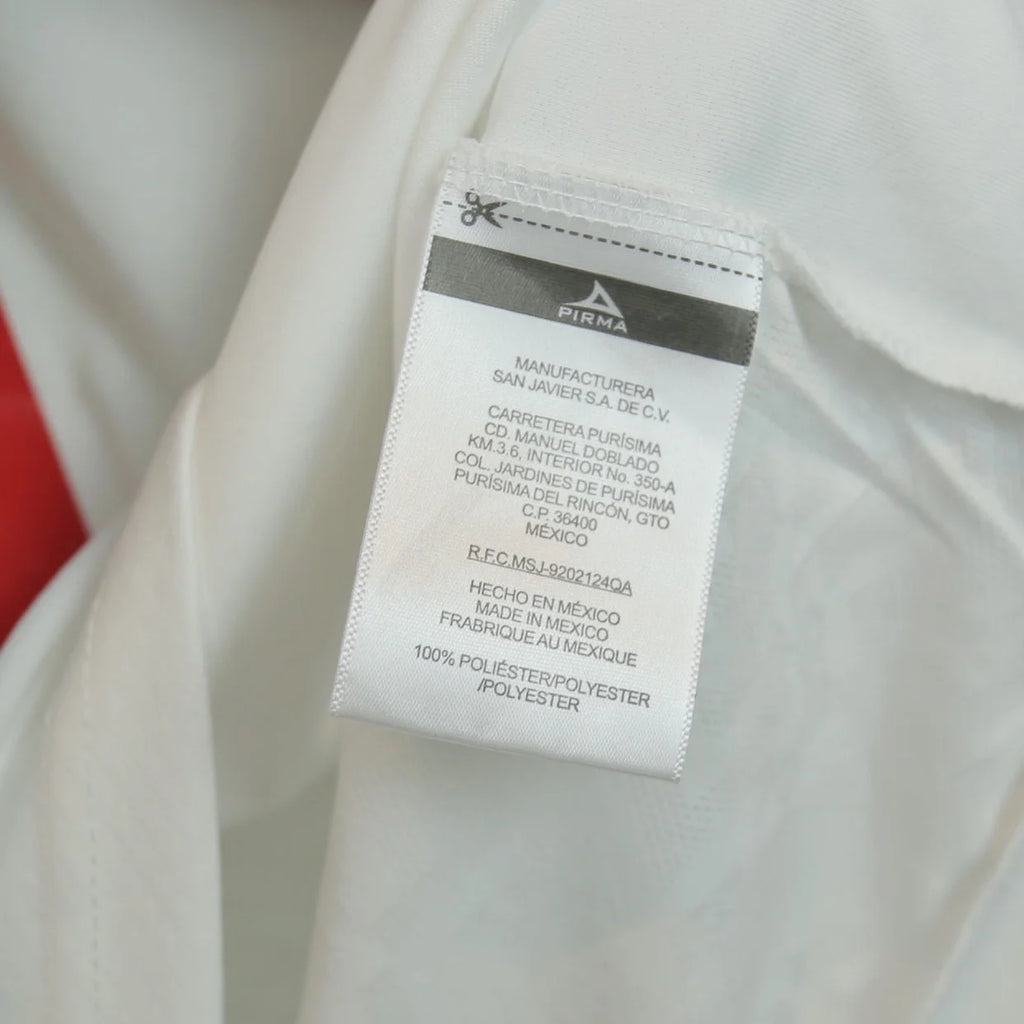 PIRMA
MANUFACTURERA
SAN JAVIER S.A. DE C.V.
CARRETERA PURÍSIMA
CD. MANUEL DOBLADO
KM.3.6, INTERIOR No. 350-A
COL. JARDINES DE PURÍSIMA
PURÍSIMA DEL RINCÓN, GTO
C.P. 36400
MÉXICO
R.F.C.MSJ-9202124QA
HECHO EN MÉXICO
MADE IN MEXICO
FRABRIQUE AU MEXIQUE
100% POLIÉSTER/POLYESTER
/POLYESTER